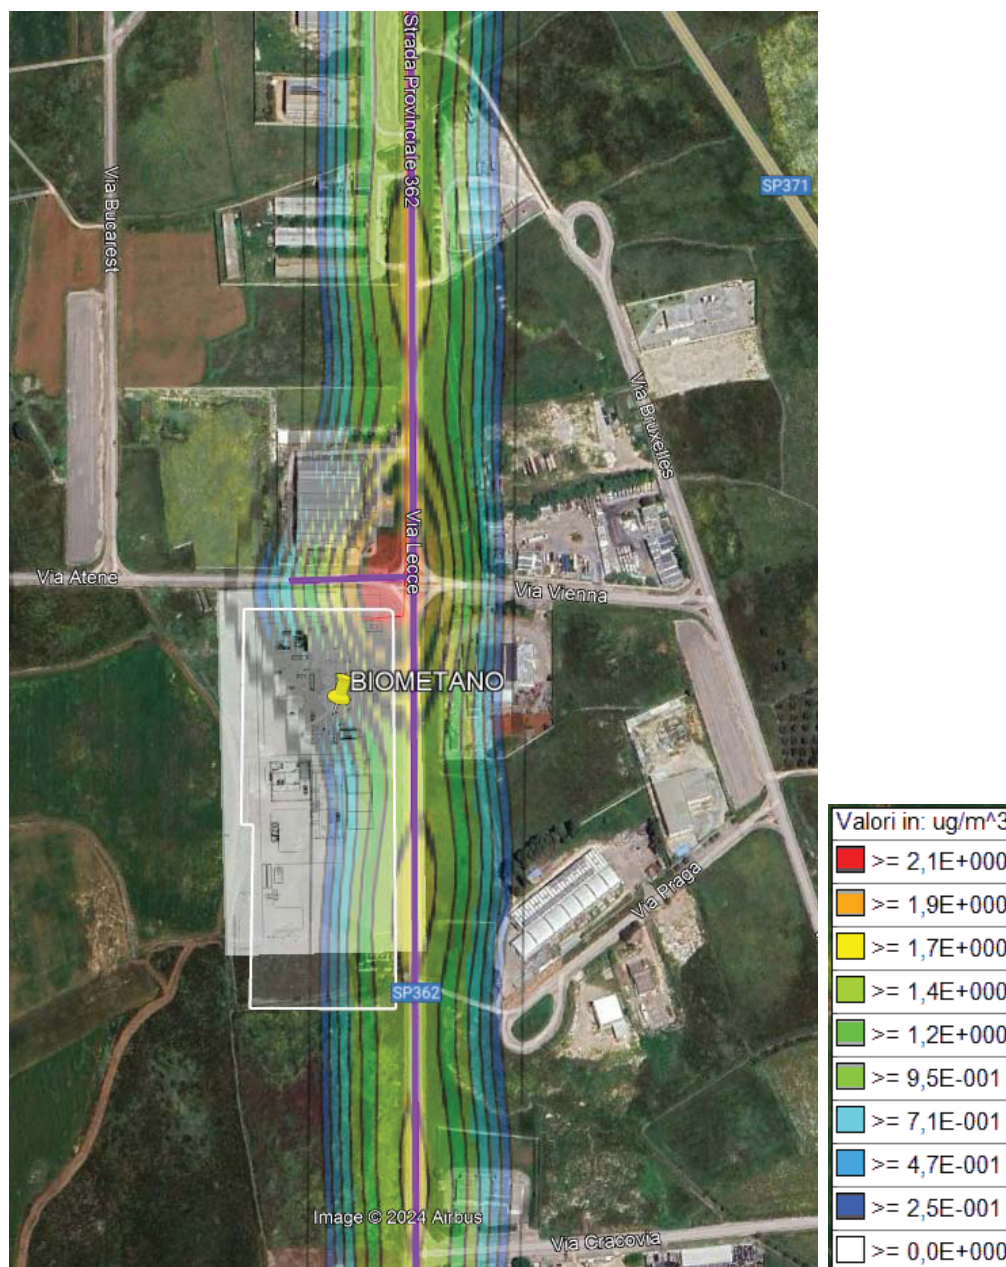 Strada Provinciale 362
SP371
Via Bucarest
Via Bruxelles
Via Lecce
Via Atene
Via Vienna
BIOMETANO
Via Praga
SP362
Image © 2024 Airbus
Via Cracovia
Valori in: ug/m^3
>= 2,1E+000
>= 1,9E+000
>= 1,7E+000
>= 1,4E+000
>= 1,2E+000
>= 9,5E-001
>= 7,1E-001
>= 4,7E-001
>= 2,5E-001
>= 0,0E+000